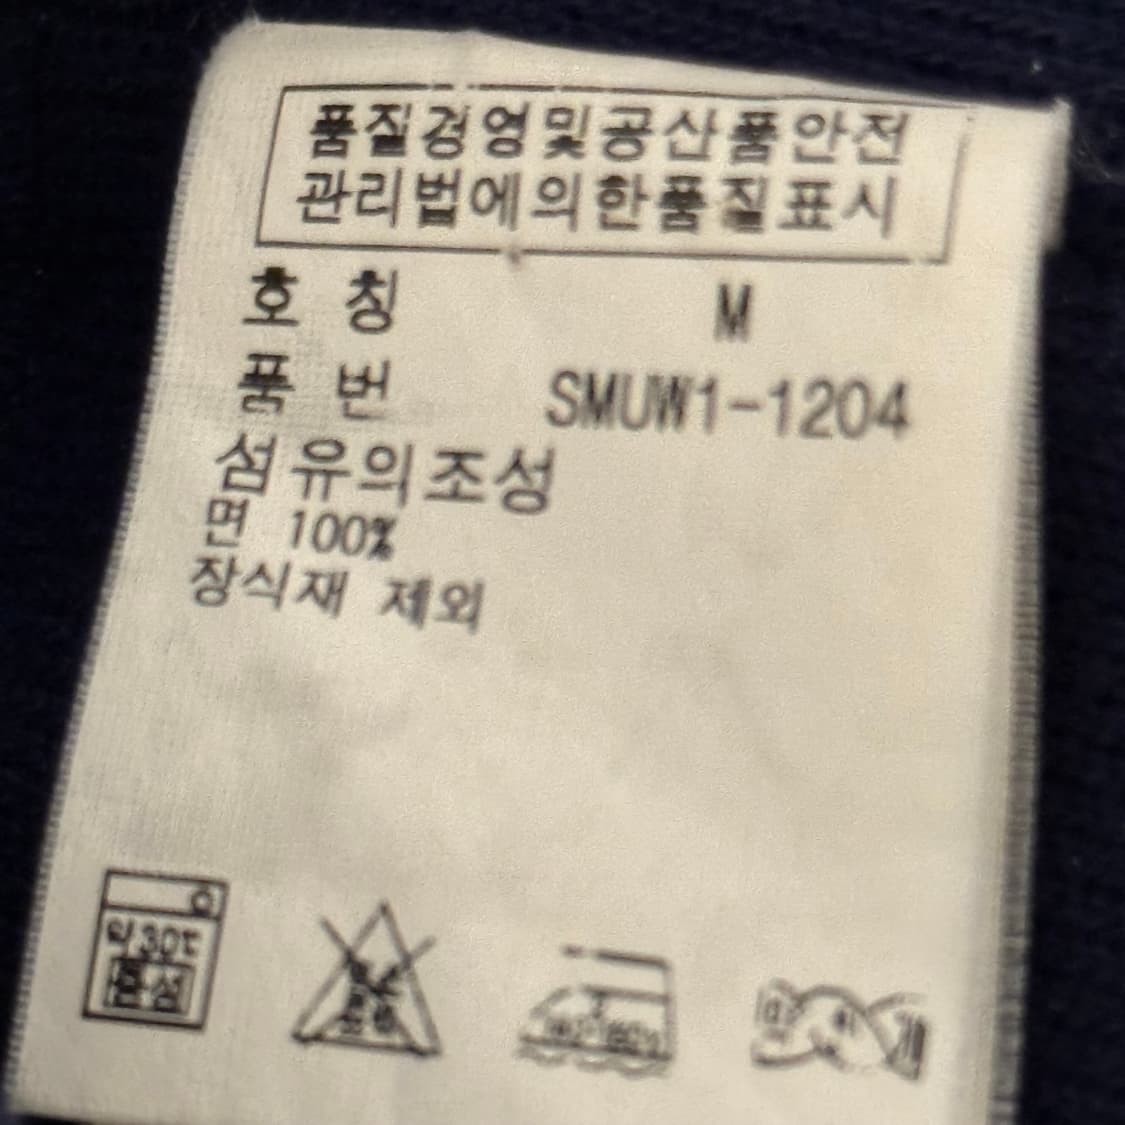 품질경영및공산품안전
관리법에의한품질표시
호 칭 M
품 번 SMUW1-1204
섬유의조성
면 100%
장식재 제외
약30℃